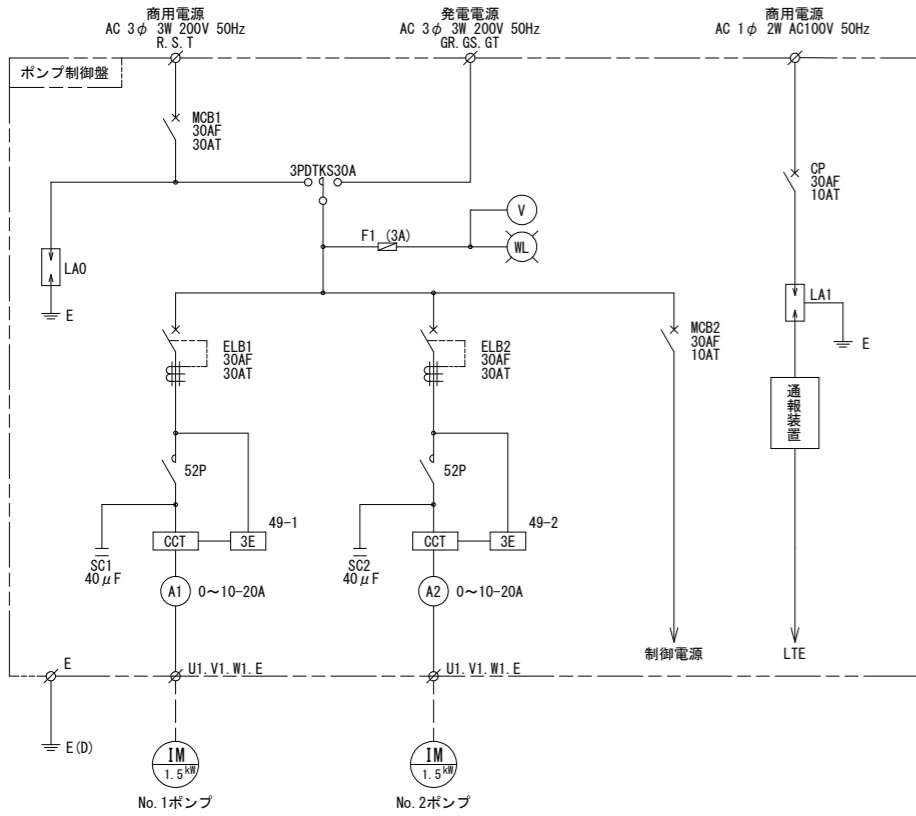 商用電源
AC 3φ 3W 200V 50Hz
R.S.T
発電電源
AC 3φ 3W 200V 50Hz
GR.GS.GT
商用電源
AC 1φ 2W AC100V 50Hz
ポンプ制御盤
MCB1
30AF
30AT
3PDTKS30A
CP
30AF
10AT
F1 (3A)
V
WL
LA0
E
LA1
E
ELB1
30AF
30AT
ELB2
30AF
30AT
MCB2
30AF
10AT
通報装置
52P
52P
49-1
CCT
3E
49-2
CCT
3E
SC1
40μF
SC2
40μF
A1
0～10-20A
A2
0～10-20A
制御電源
LTE
E
U1.V1.W1.E
U1.V1.W1.E
E(D)
IM
1.5kW
IM
1.5kW
No.1ポンプ
No.2ポンプ